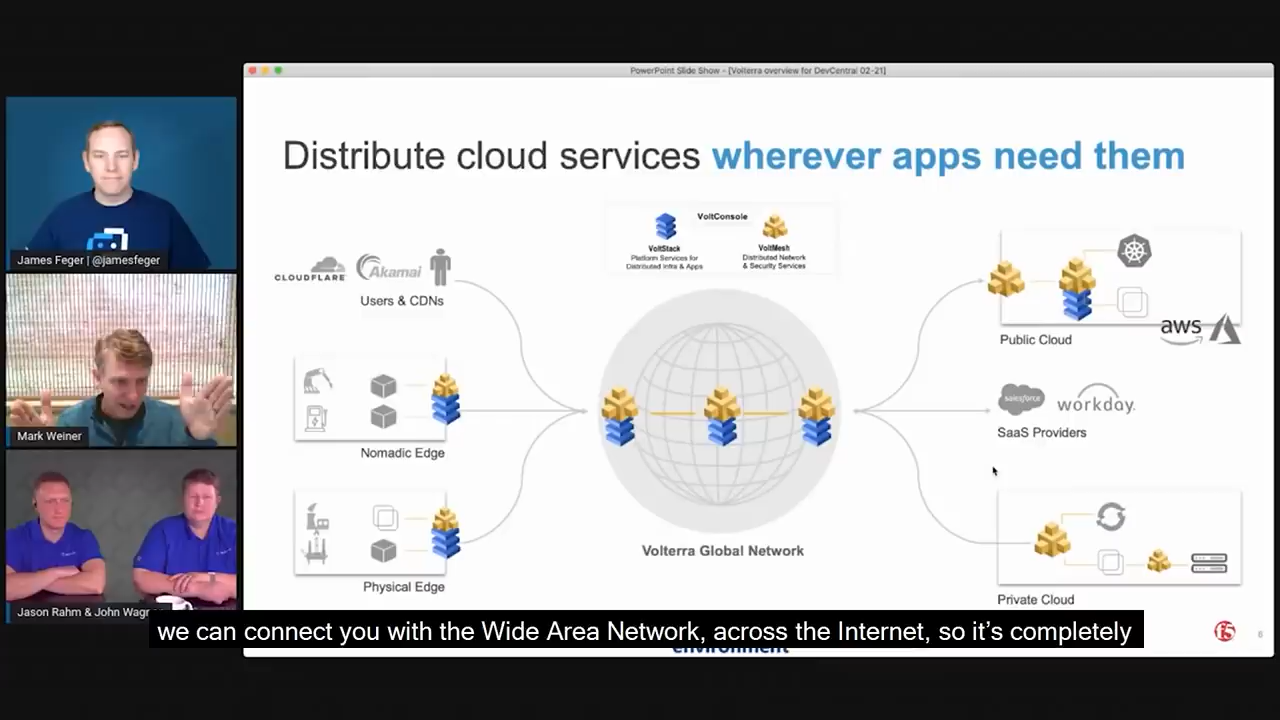 PowerPoint Slide Show - [Volterra overview for DevCentral 02-21]
Distribute cloud services wherever apps need them
James Feger | @jamesfeger
Mark Weiner
Jason Rahm & John Wagn
CLOUDFLARE
Akamai
Users & CDNs
Nomadic Edge
Physical Edge
VoltConsole
VoltStack
Platform Services for
Distributed Infra & Apps
VoltMesh
Distributed Network
& Security Services
Volterra Global Network
aws
Public Cloud
salesforce
workday.
SaaS Providers
Private Cloud
we can connect you with the Wide Area Network, across the Internet, so it's completely
environment
f5
6